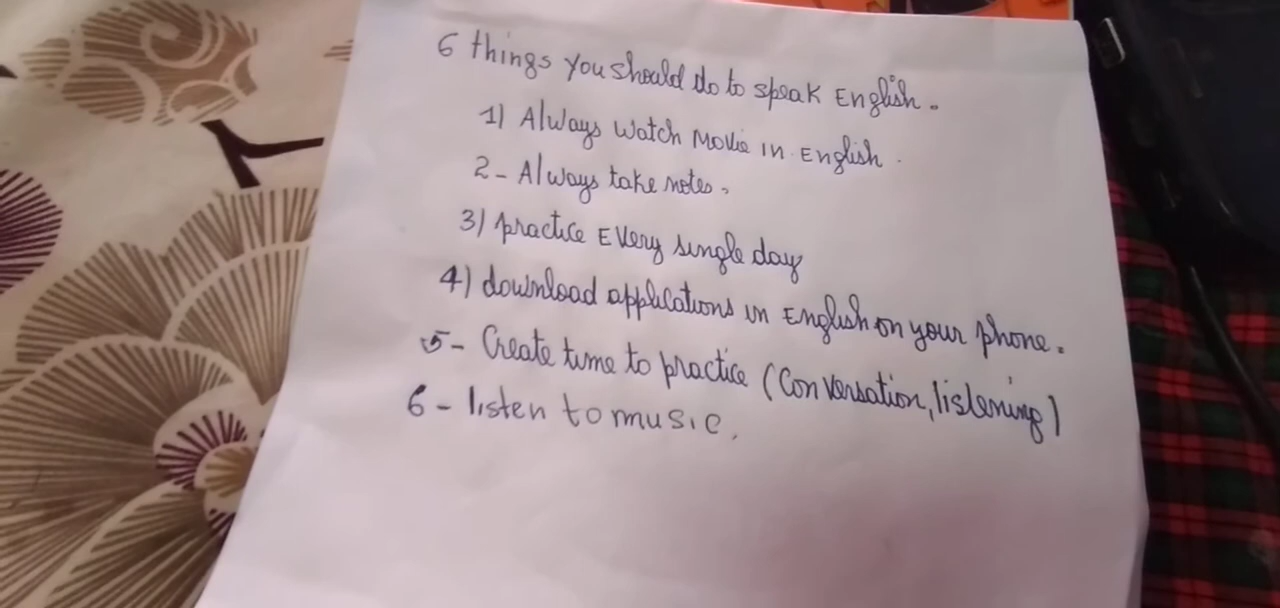 6 things you should do to speak English.
1) Always watch Movie in English.
2- Always take notes.
3) practice Every single day
4) download applications in English on your phone.
5- Create time to practice (Conversation, listening)
6- listen to music.